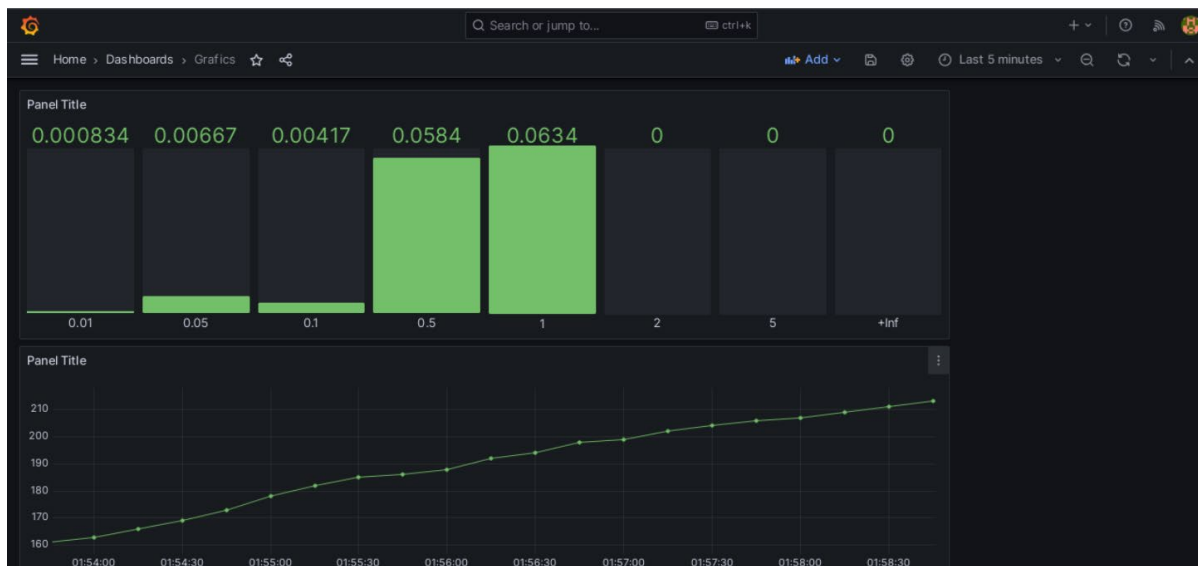 Search or jump to... ctrl+k
Home › Dashboards › Grafics Add Last 5 minutes
Panel Title
0.000834 0.00667 0.00417 0.0584 0.0634 0 0 0
0.01 0.05 0.1 0.5 1 2 5 +Inf
Panel Title
210
200
190
180
170
160
01:54:00 01:54:30 01:55:00 01:55:30 01:56:00 01:56:30 01:57:00 01:57:30 01:58:00 01:58:30